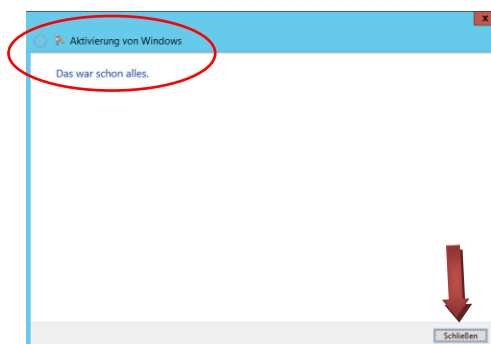 x
Aktivierung von Windows
Das war schon alles.
Schließen